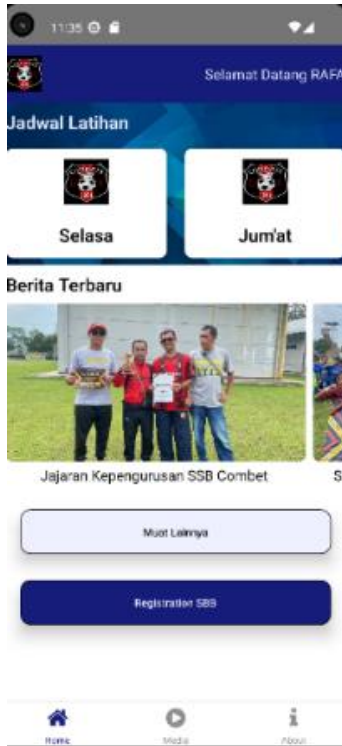 11:35
Selamat Datang RAFA
Jadwal Latihan
Selasa
Jum'at
Berita Terbaru
Jajaran Kepengurusan SSB Combet
S
Muat Lainnya
Registration SBB
Home
Media
About